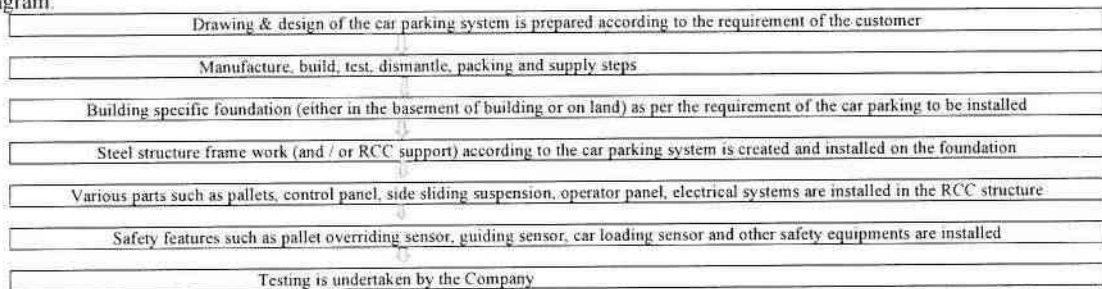 agram.
Drawing & design of the car parking system is prepared according to the requirement of the customer
Manufacture, build, test, dismantle, packing and supply steps
Building specific foundation (either in the basement of building or on land) as per the requirement of the car parking to be installed
Steel structure frame work (and / or RCC support) according to the car parking system is created and installed on the foundation
Various parts such as pallets, control panel, side sliding suspension, operator panel, electrical systems are installed in the RCC structure
Safety features such as pallet overriding sensor, guiding sensor, car loading sensor and other safety equipments are installed
Testing is undertaken by the Company